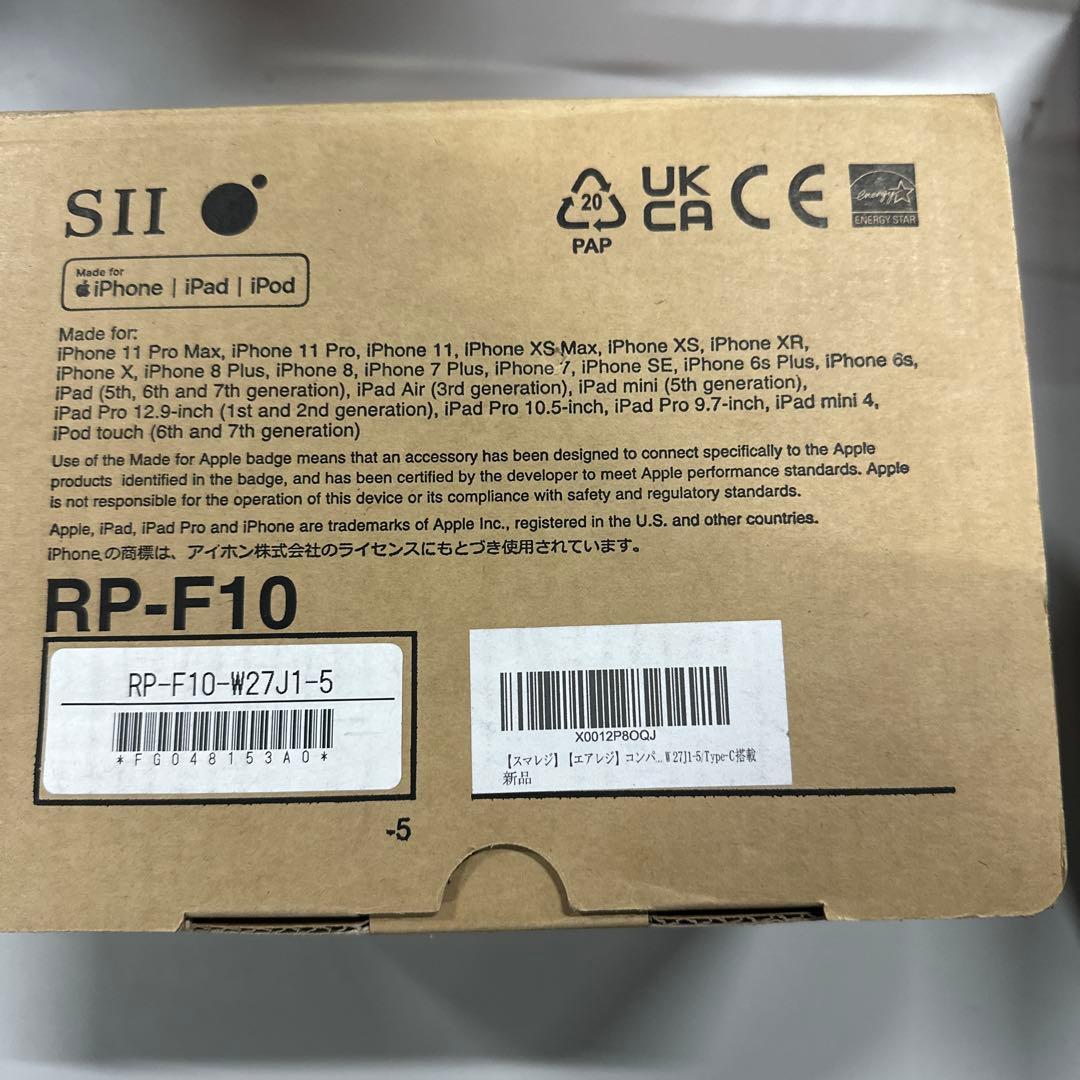 SII
20
PAP
UK
CA
CE
energy
ENERGY STAR
Made for
iPhone | iPad | iPod
Made for:
iPhone 11 Pro Max, iPhone 11 Pro, iPhone 11, iPhone XS Max, iPhone XS, iPhone XR,
iPhone X, iPhone 8 Plus, iPhone 8, iPhone 7 Plus, iPhone 7, iPhone SE, iPhone 6s Plus, iPhone 6s,
iPad (5th, 6th and 7th generation), iPad Air (3rd generation), iPad mini (5th generation),
iPad Pro 12.9-inch (1st and 2nd generation), iPad Pro 10.5-inch, iPad Pro 9.7-inch, iPad mini 4,
iPod touch (6th and 7th generation)
Use of the Made for Apple badge means that an accessory has been designed to connect specifically to the Apple
products identified in the badge, and has been certified by the developer to meet Apple performance standards. Apple
is not responsible for the operation of this device or its compliance with safety and regulatory standards.
Apple, iPad, iPad Pro and iPhone are trademarks of Apple Inc., registered in the U.S. and other countries.
iPhone の商標は、アイホン株式会社のライセンスにもとづき使用されています。
RP-F10
RP-F10-W27J1-5
*FG048153A0*
X0012P8OQJ
【スマレジ】【エアレジ】コンパ...W27J1-5/Type-C搭載
新品
-5